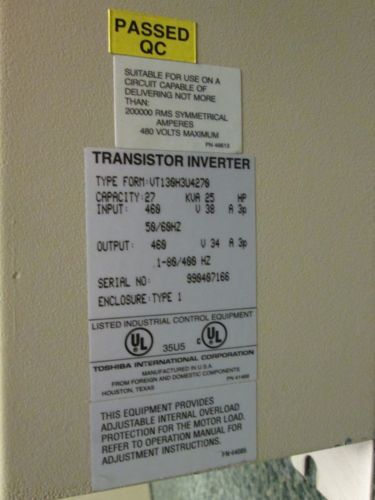 PASSED
QC
SUITABLE FOR USE ON A
CIRCUIT CAPABLE OF
DELIVERING NOT MORE
THAN:
200000 RMS SYMMETRICAL
AMPERES
480 VOLTS MAXIMUM
TRANSISTOR INVERTER
TYPE FORM: VT130H3U4270
CAPACITY: 27 KVA 25 HP
INPUT: 460 V 38 A 3p
50/60HZ
OUTPUT: 460 V 34 A 3p
.1-80/400 HZ
SERIAL NO: 990407166
ENCLOSURE: TYPE 1
LISTED INDUSTRIAL CONTROL EQUIPMENT
UL 35U5 c UL
TOSHIBA INTERNATIONAL CORPORATION
MANUFACTURED IN U.S.A.
FROM FOREIGN AND DOMESTIC COMPONENTS
HOUSTON, TEXAS
THIS EQUIPMENT PROVIDES
ADJUSTABLE INTERNAL OVERLOAD
PROTECTION FOR THE MOTOR LOAD.
REFER TO OPERATION MANUAL FOR
ADJUSTMENT INSTRUCTIONS.